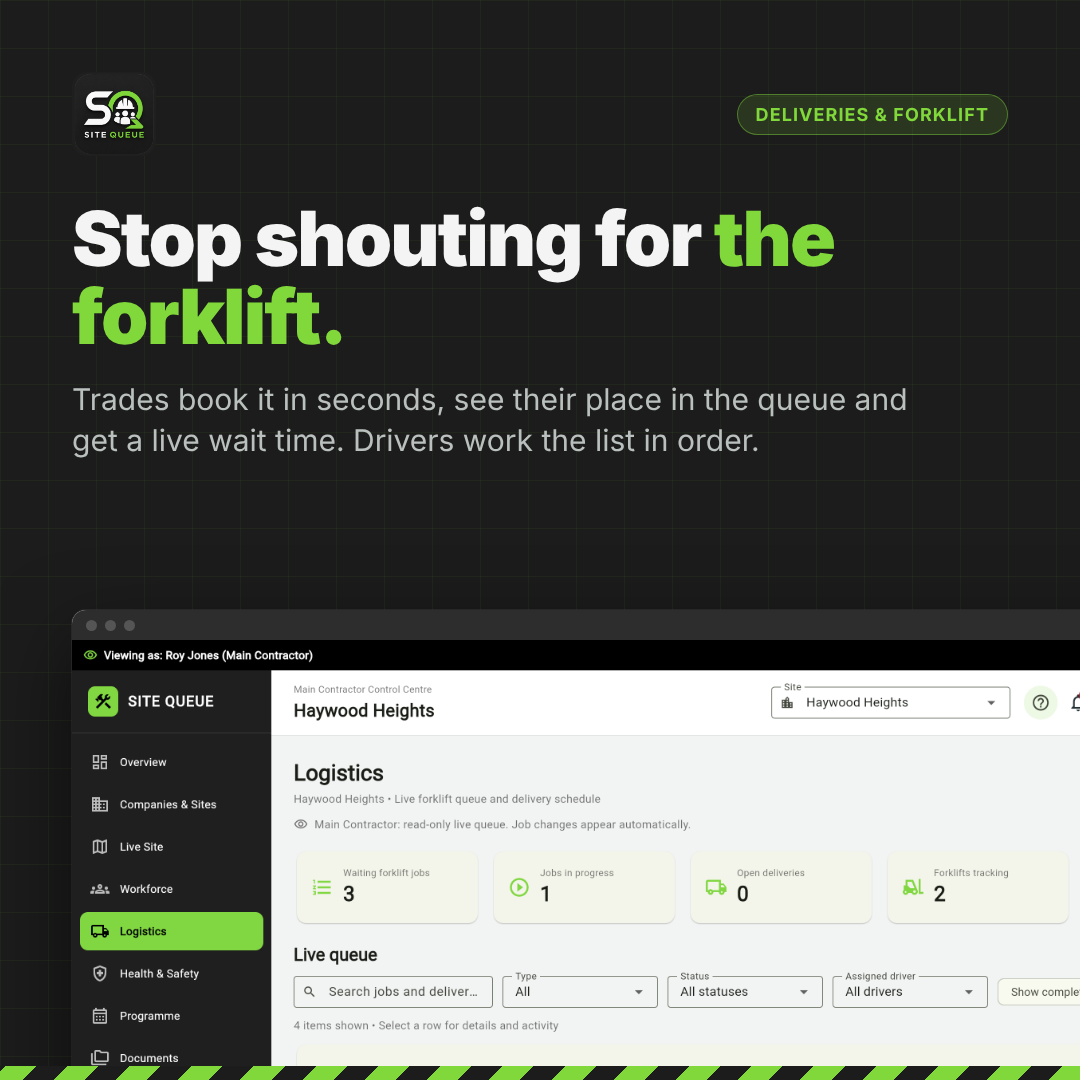 SQ
SITE QUEUE
DELIVERIES & FORKLIFT
Stop shouting for the
forklift.
Trades book it in seconds, see their place in the queue and
get a live wait time. Drivers work the list in order.
Viewing as: Roy Jones (Main Contractor)
SITE QUEUE
Overview
Companies & Sites
Live Site
Workforce
Logistics
Health & Safety
Programme
Documents
Main Contractor Control Centre
Haywood Heights
Site
Haywood Heights
Logistics
Haywood Heights • Live forklift queue and delivery schedule
Main Contractor: read-only live queue. Job changes appear automatically.
Waiting forklift jobs
3
Jobs in progress
1
Open deliveries
0
Forklifts tracking
2
Live queue
Search jobs and deliver...
Type
All
Status
All statuses
Assigned driver
All drivers
Show comple
4 items shown • Select a row for details and activity